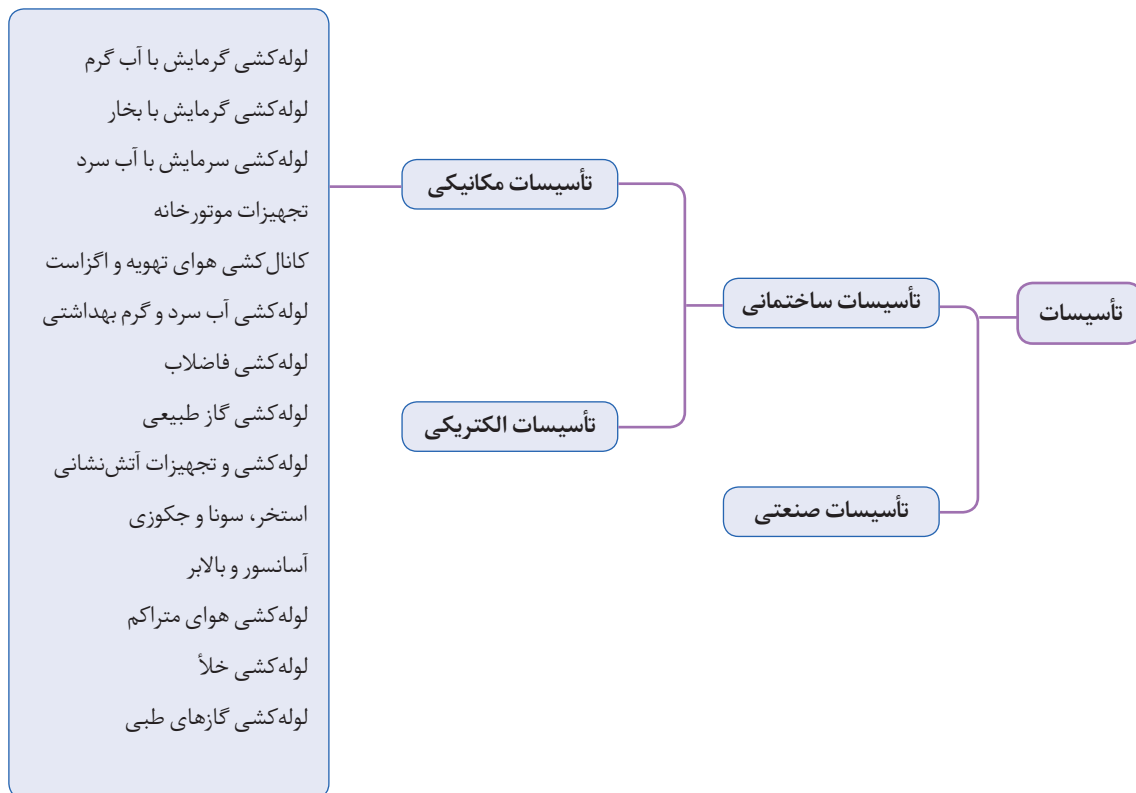 تأسیسات
تأسیسات ساختمانی
تأسیسات صنعتی
تأسیسات مکانیکی
تأسیسات الکتریکی
لوله‌کشی گرمایش با آب گرم
لوله‌کشی گرمایش با بخار
لوله‌کشی سرمایش با آب سرد
تجهیزات موتورخانه
کانال‌کشی هوای تهویه و اگزاست
لوله‌کشی آب سرد و گرم بهداشتی
لوله‌کشی فاضلاب
لوله‌کشی گاز طبیعی
لوله‌کشی و تجهیزات آتش‌نشانی
استخر، سونا و جکوزی
آسانسور و بالابر
لوله‌کشی هوای متراکم
لوله‌کشی خلأ
لوله‌کشی گازهای طبی